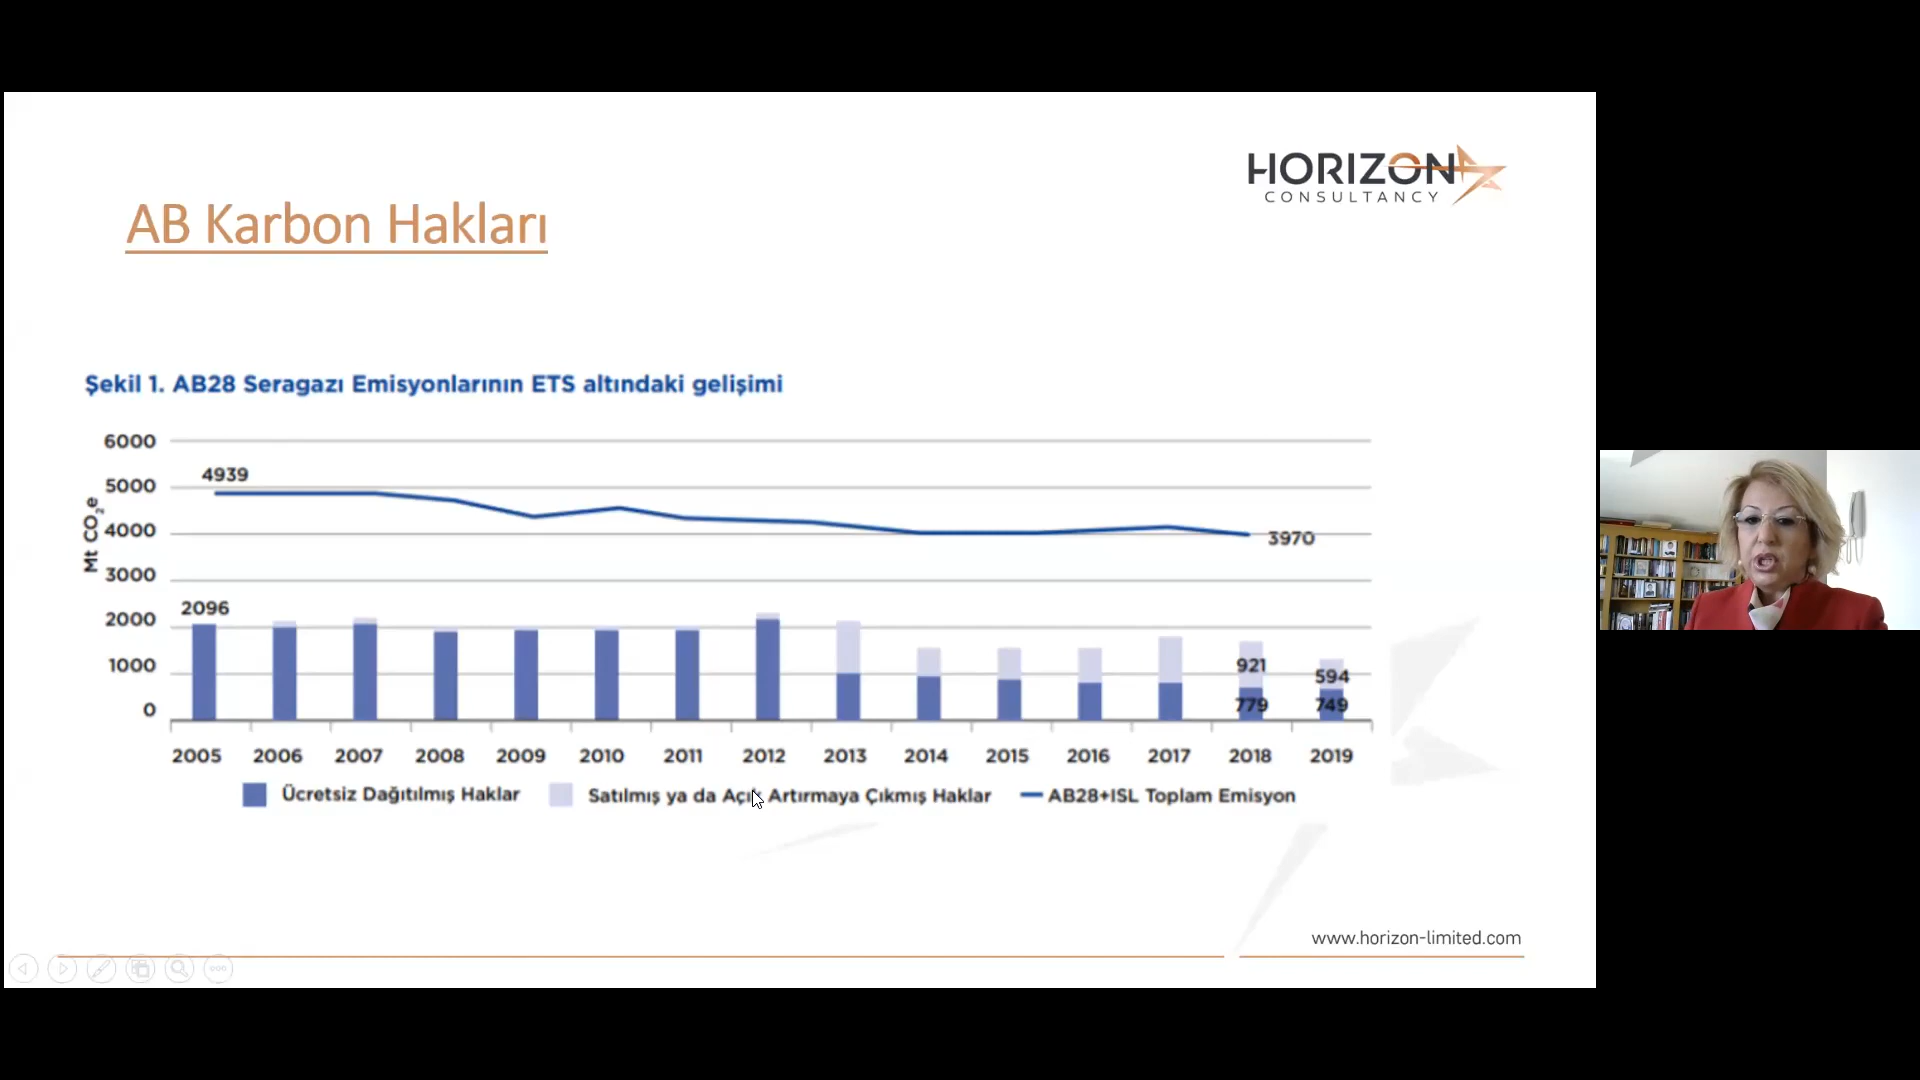 HORIZON
CONSULTANCY
AB Karbon Hakları
Şekil 1. AB28 Seragazı Emisyonlarının ETS altındaki gelişimi
Mt CO₂e
6000
5000
4000
3000
2000
1000
0
4939
3970
2096
921
779
594
749
2005 2006 2007 2008 2009 2010 2011 2012 2013 2014 2015 2016 2017 2018 2019
Ücretsiz Dağıtılmış Haklar Satılmış ya da Açık Artırmaya Çıkmış Haklar AB28+ISL Toplam Emisyon
www.horizon-limited.com